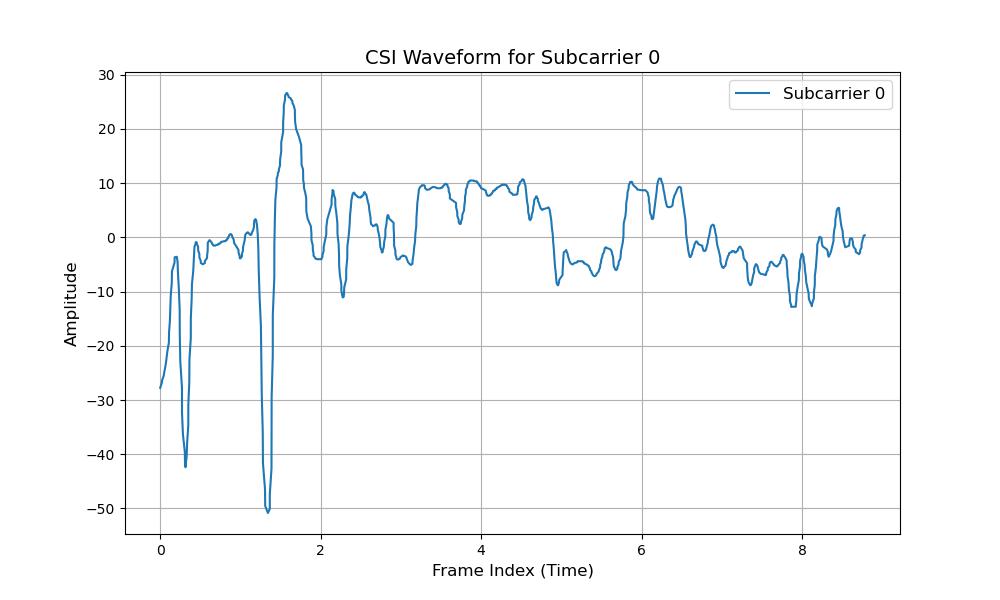 CSI Waveform for Subcarrier 0
Subcarrier 0
30
20
10
0
−10
−20
−30
−40
−50
Amplitude
0 2 4 6 8
Frame Index (Time)